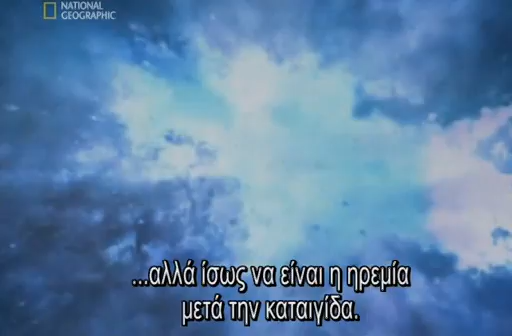 NATIONAL
GEOGRAPHIC
...αλλά ίσως να είναι η ηρεμία
μετά την καταιγίδα.